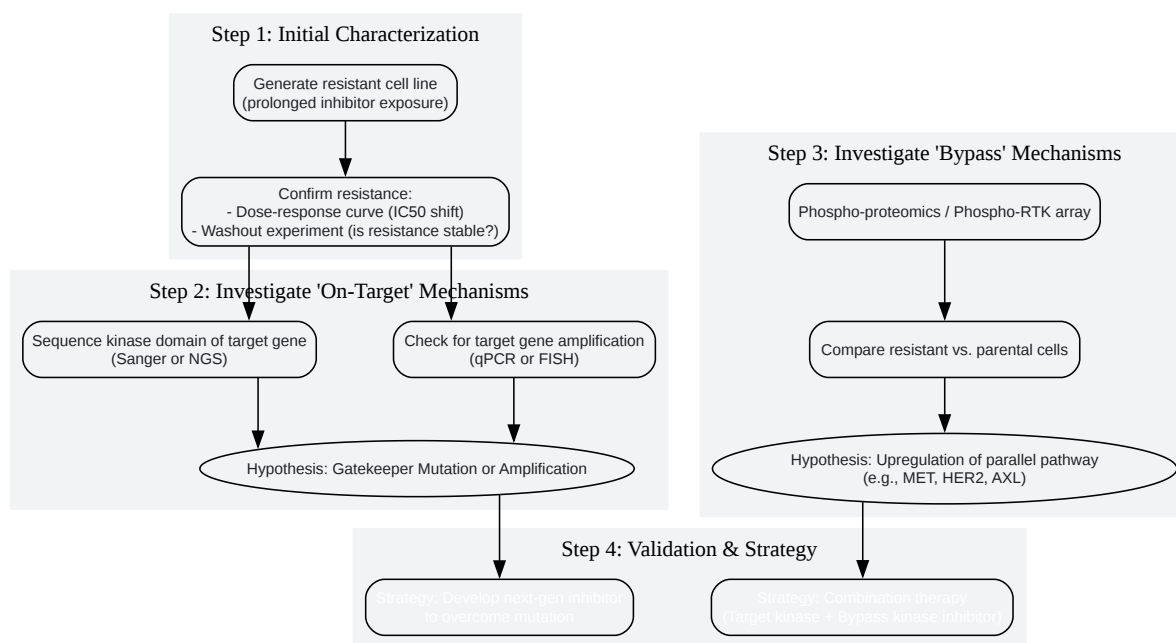 Step 1: Initial Characterization
Generate resistant cell line
(prolonged inhibitor exposure)
Confirm resistance:
- Dose-response curve (IC50 shift)
- Washout experiment (is resistance stable?)
Step 2: Investigate 'On-Target' Mechanisms
Sequence kinase domain of target gene
(Sanger or NGS)
Check for target gene amplification
(qPCR or FISH)
Hypothesis: Gatekeeper Mutation or Amplification
Step 3: Investigate 'Bypass' Mechanisms
Phospho-proteomics / Phospho-RTK array
Compare resistant vs. parental cells
Hypothesis: Upregulation of parallel pathway
(e.g., MET, HER2, AXL)
Step 4: Validation & Strategy
Strategy: Develop next-gen inhibitor
to overcome mutation
Strategy: Combination therapy
(Target kinase + Bypass kinase inhibitor)